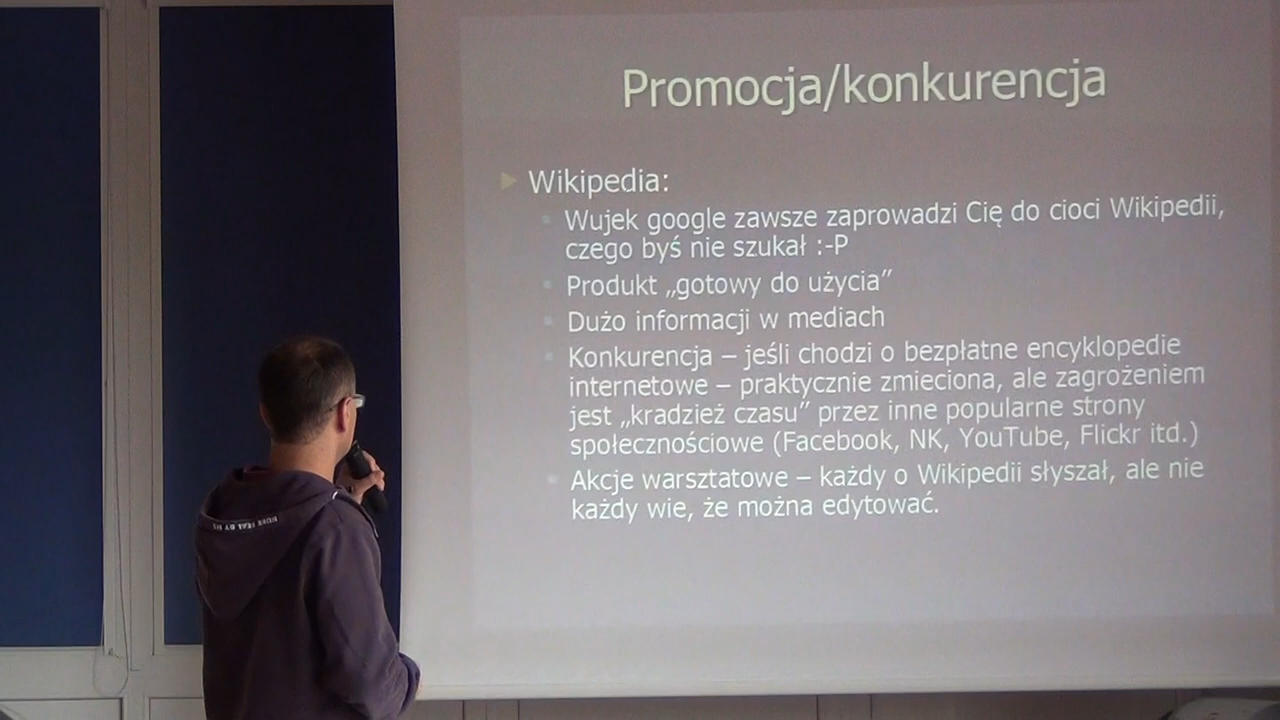 Promocja/konkurencja
Wikipedia:
Wujek google zawsze zaprowadzi Cię do cioci Wikipedii,
czego byś nie szukał :-P
Produkt „gotowy do użycia”
Dużo informacji w mediach
Konkurencja – jeśli chodzi o bezpłatne encyklopedie
internetowe – praktycznie zmieciona, ale zagrożeniem
jest „kradzież czasu” przez inne popularne strony
społecznościowe (Facebook, NK, YouTube, Flickr itd.)
Akcje warsztatowe – każdy o Wikipedii słyszał, ale nie
każdy wie, że można edytować.